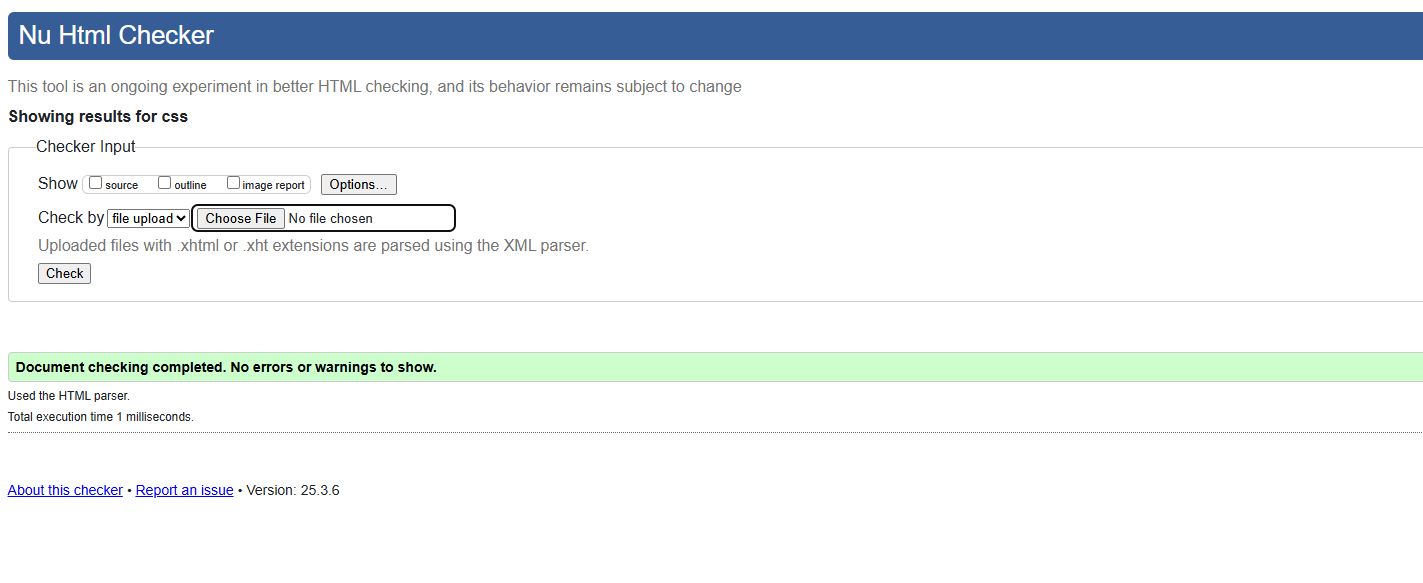 Nu Html Checker
This tool is an ongoing experiment in better HTML checking, and its behavior remains subject to change
Showing results for css
Checker Input
Show source outline image report Options...
Check by file upload Choose File No file chosen
Uploaded files with .xhtml or .xht extensions are parsed using the XML parser.
Check
Document checking completed. No errors or warnings to show.
Used the HTML parser.
Total execution time 1 milliseconds.
About this checker • Report an issue • Version: 25.3.6